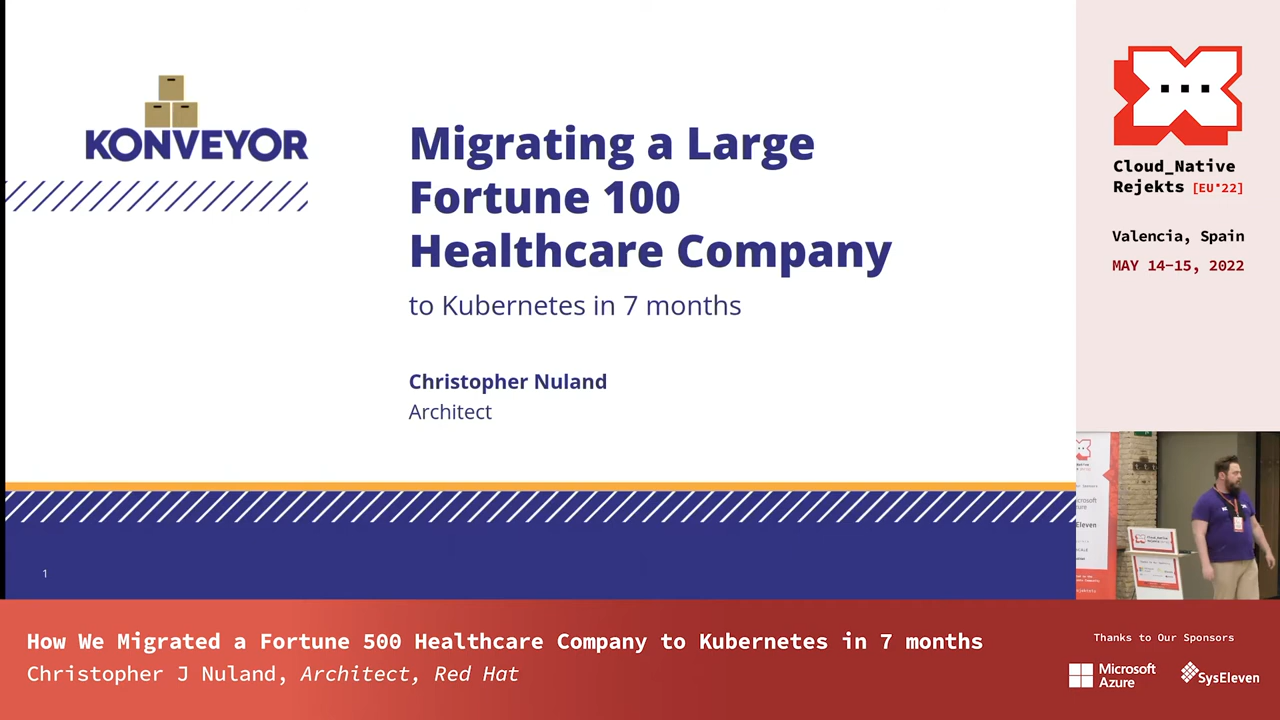 KONVEYOR
Migrating a Large
Fortune 100
Healthcare Company
to Kubernetes in 7 months
Christopher Nuland
Architect
1
Cloud_Native
Rejekts [EU*22]
Valencia, Spain
MAY 14-15, 2022
How We Migrated a Fortune 500 Healthcare Company to Kubernetes in 7 months
Christopher J Nuland, Architect, Red Hat
Thanks to Our Sponsors
Microsoft
Azure
SysEleven